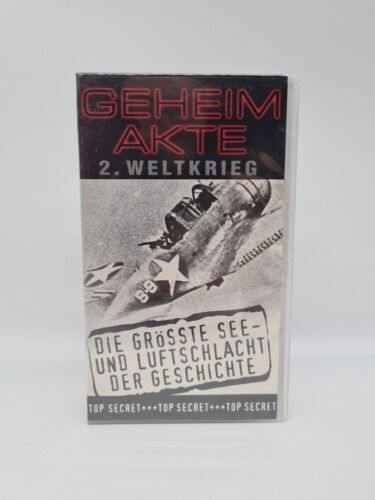 GEHEIM
AKTE
2. WELTKRIEG
59
DIE GRÖSSTE SEE-
UND LUFTSCHLACHT
DER GESCHICHTE
TOP SECRET+++TOP SECRET+++TOP SECRET